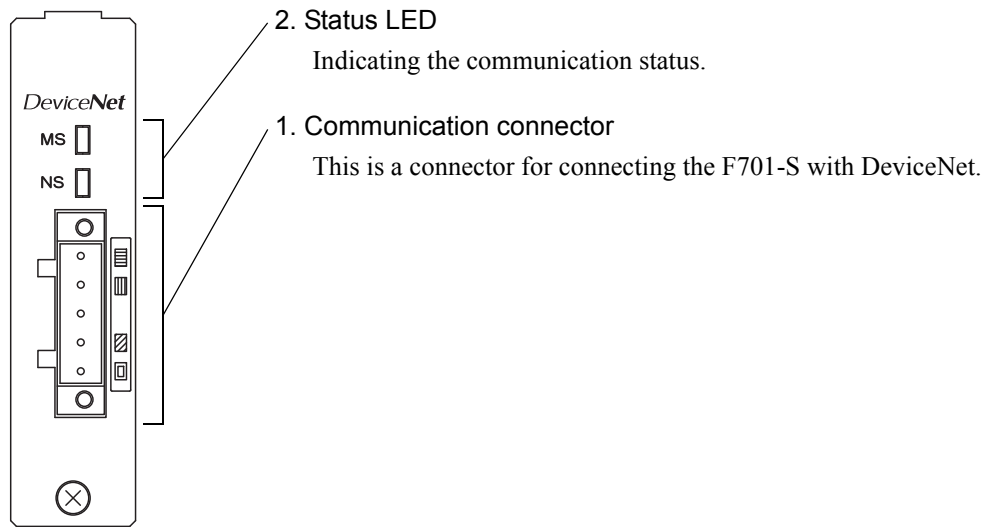 2. Status LED
Indicating the communication status.
DeviceNet
MS
NS
1. Communication connector
This is a connector for connecting the F701-S with DeviceNet.